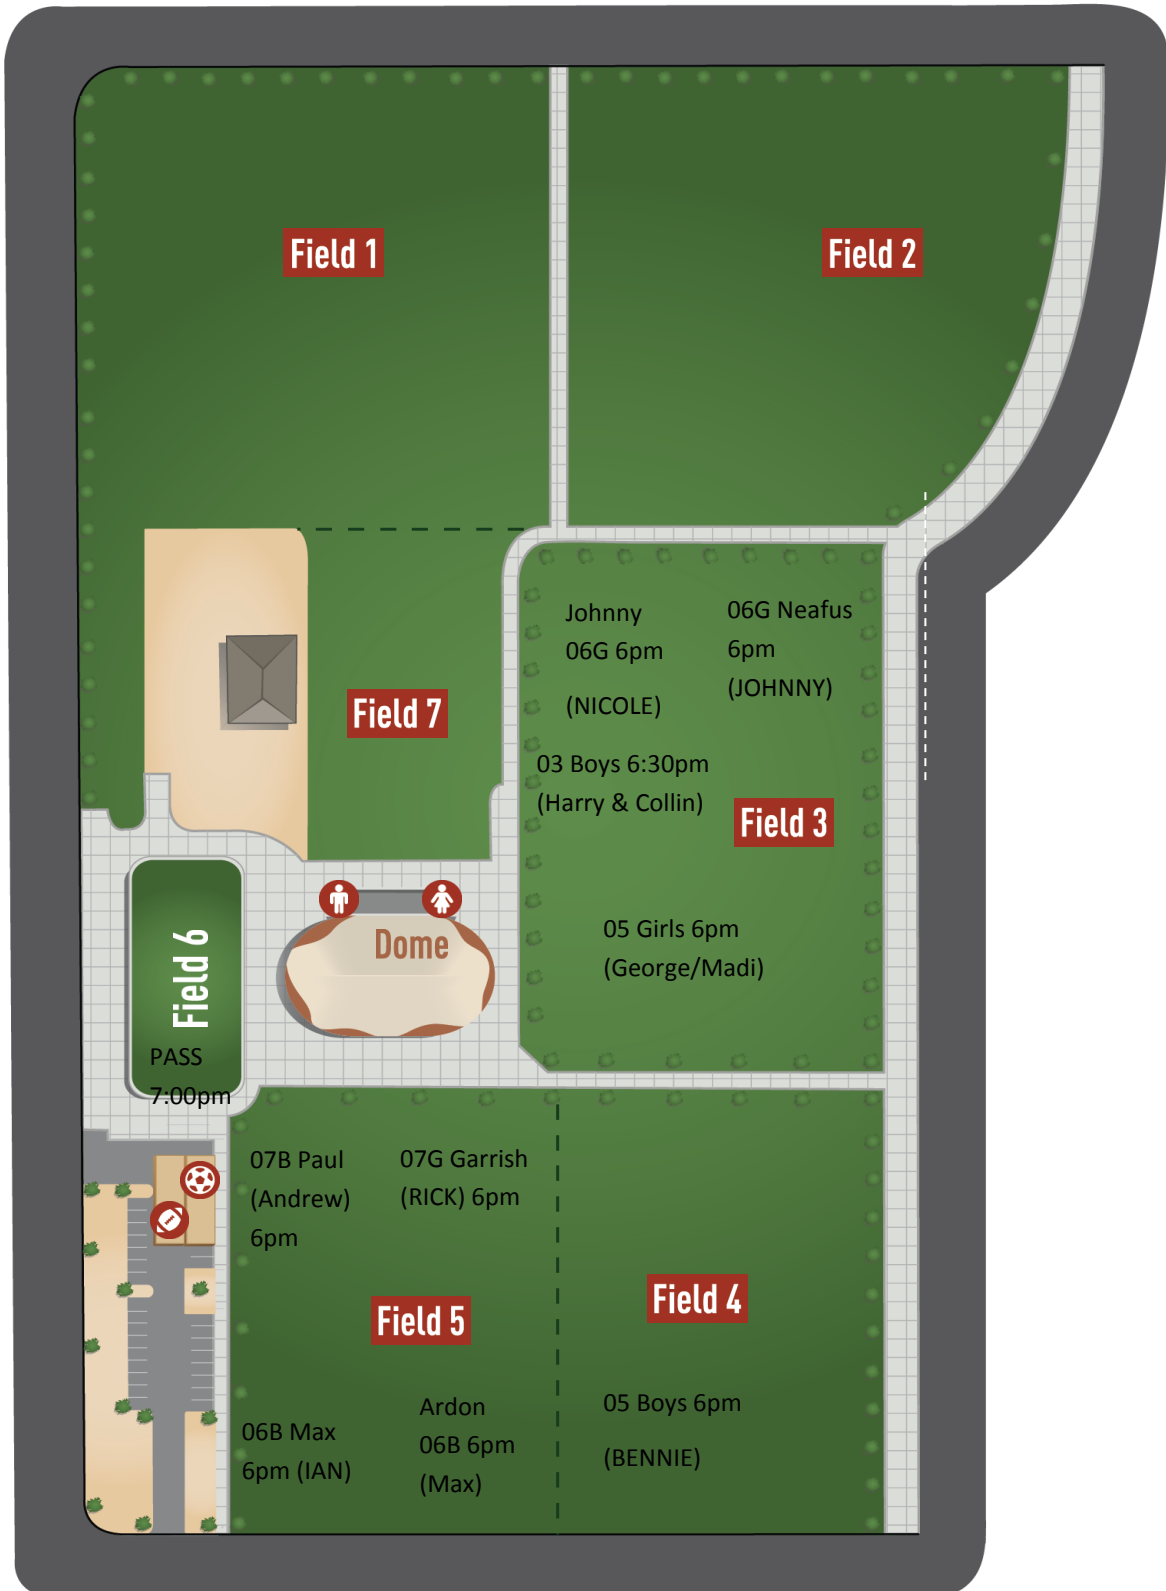 Field 1
Field 2
Johnny
06G 6pm
(NICOLE)
06G Neafus
6pm
(JOHNNY)
Field 7
03 Boys 6:30pm
(Harry & Collin)
Field 3
05 Girls 6pm
(George/Madi)
Dome
Field 6
PASS
7:00pm
07B Paul
(Andrew)
6pm
07G Garrish
(RICK) 6pm
Field 5
Field 4
06B Max
6pm (IAN)
Ardon
06B 6pm
(Max)
05 Boys 6pm
(BENNIE)